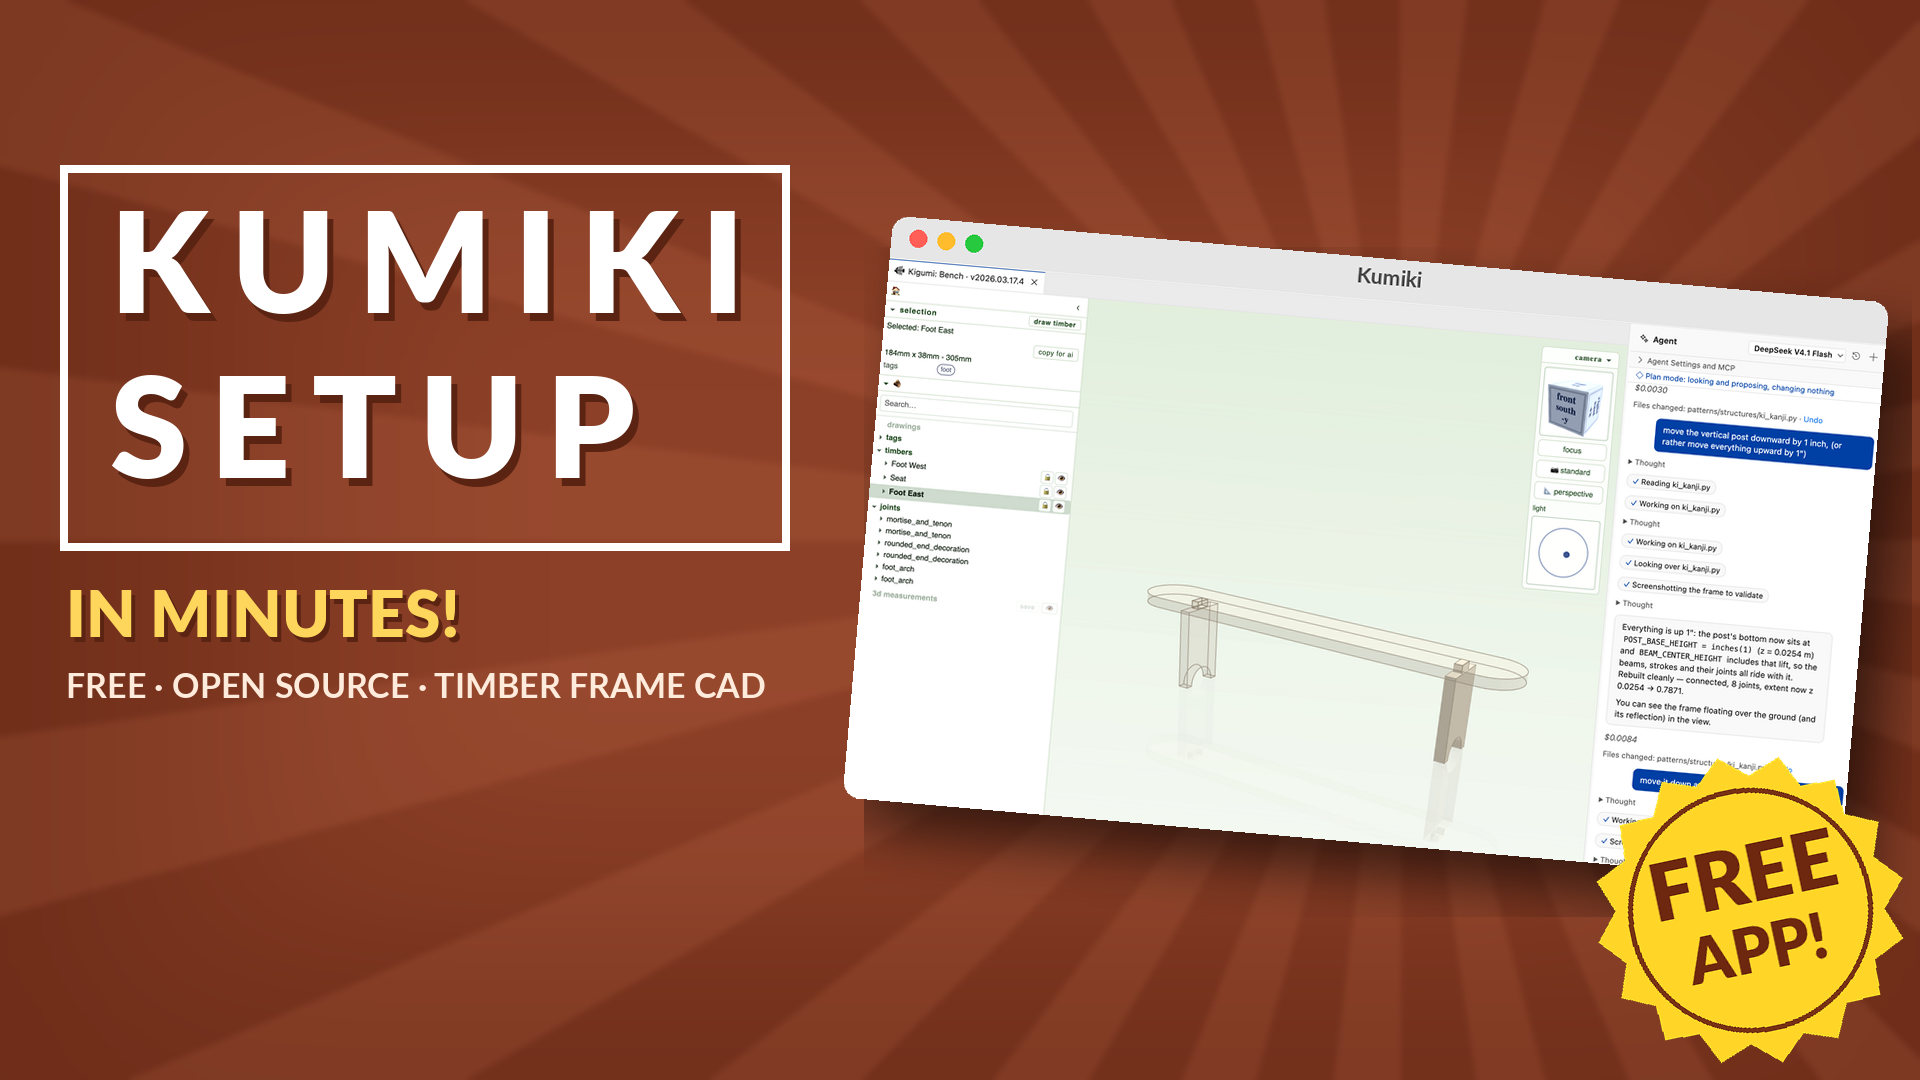 KUMIKI
SETUP
IN MINUTES!
FREE · OPEN SOURCE · TIMBER FRAME CAD
Kumiki
Kigumi: Bench · v2026.03.17.4
selection
draw timber
Selected: Foot East
copy for ai
184mm x 38mm - 305mm
tags
foot
Search...
drawings
tags
timbers
Foot West
Seat
Foot East
joints
mortise_and_tenon
mortise_and_tenon
rounded_end_decoration
rounded_end_decoration
foot_arch
foot_arch
3d measurements
save
camera
front
south
-y
focus
standard
perspective
light
Agent
DeepSeek V4.1 Flash
Agent Settings and MCP
Plan mode: looking and proposing, changing nothing
$0.0030
Files changed: patterns/structures/ki_kanji.py · Undo
move the vertical post downward by 1 inch, (or
rather move everything upward by 1")
Thought
Reading ki_kanji.py
Working on ki_kanji.py
Thought
Working on ki_kanji.py
Looking over ki_kanji.py
Screenshotting the frame to validate
Thought
Everything is up 1": the post's bottom now sits at
POST_BASE_HEIGHT = inches(1) (z = 0.0254 m)
and BEAM_CENTER_HEIGHT includes that lift, so the
beams, strokes and their joints all ride with it.
Rebuilt cleanly — connected, 8 joints, extent now z
0.0254 → 0.7871.
You can see the frame floating over the ground (and
its reflection) in the view.
$0.0084
Files changed:
move it down
Thought
FREE
APP!